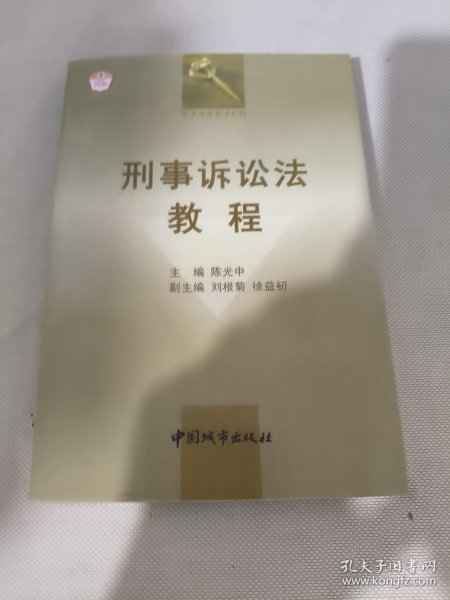 刑事诉讼法
教程
主 编 陈光中
副主编 刘根菊 徐益初
中国城市出版社
孔夫子旧书网
www.kongfz.com